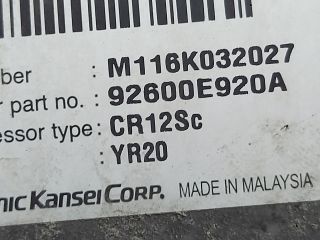 ber : M116K032027
r part no. : 92600E920A
essor type : CR12Sc
: YR20
nic KANSEI CORP. MADE IN MALAYSIA